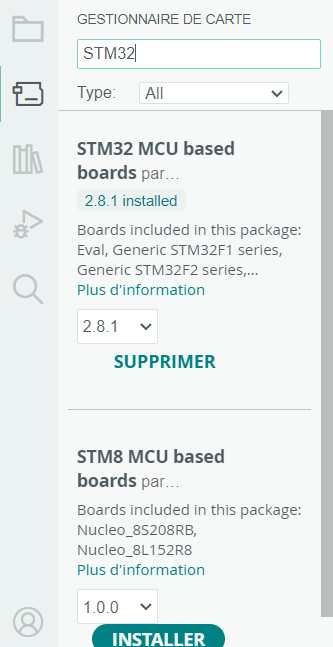 GESTIONNAIRE DE CARTE
STM32
Type: All
STM32 MCU based
boards par...
2.8.1 installed
Boards included in this package:
Eval, Generic STM32F1 series,
Generic STM32F2 series,...
Plus d'information
2.8.1
SUPPRIMER
STM8 MCU based
boards par...
Boards included in this package:
Nucleo_8S208RB,
Nucleo_8L152R8
Plus d'information
1.0.0
INSTALLER